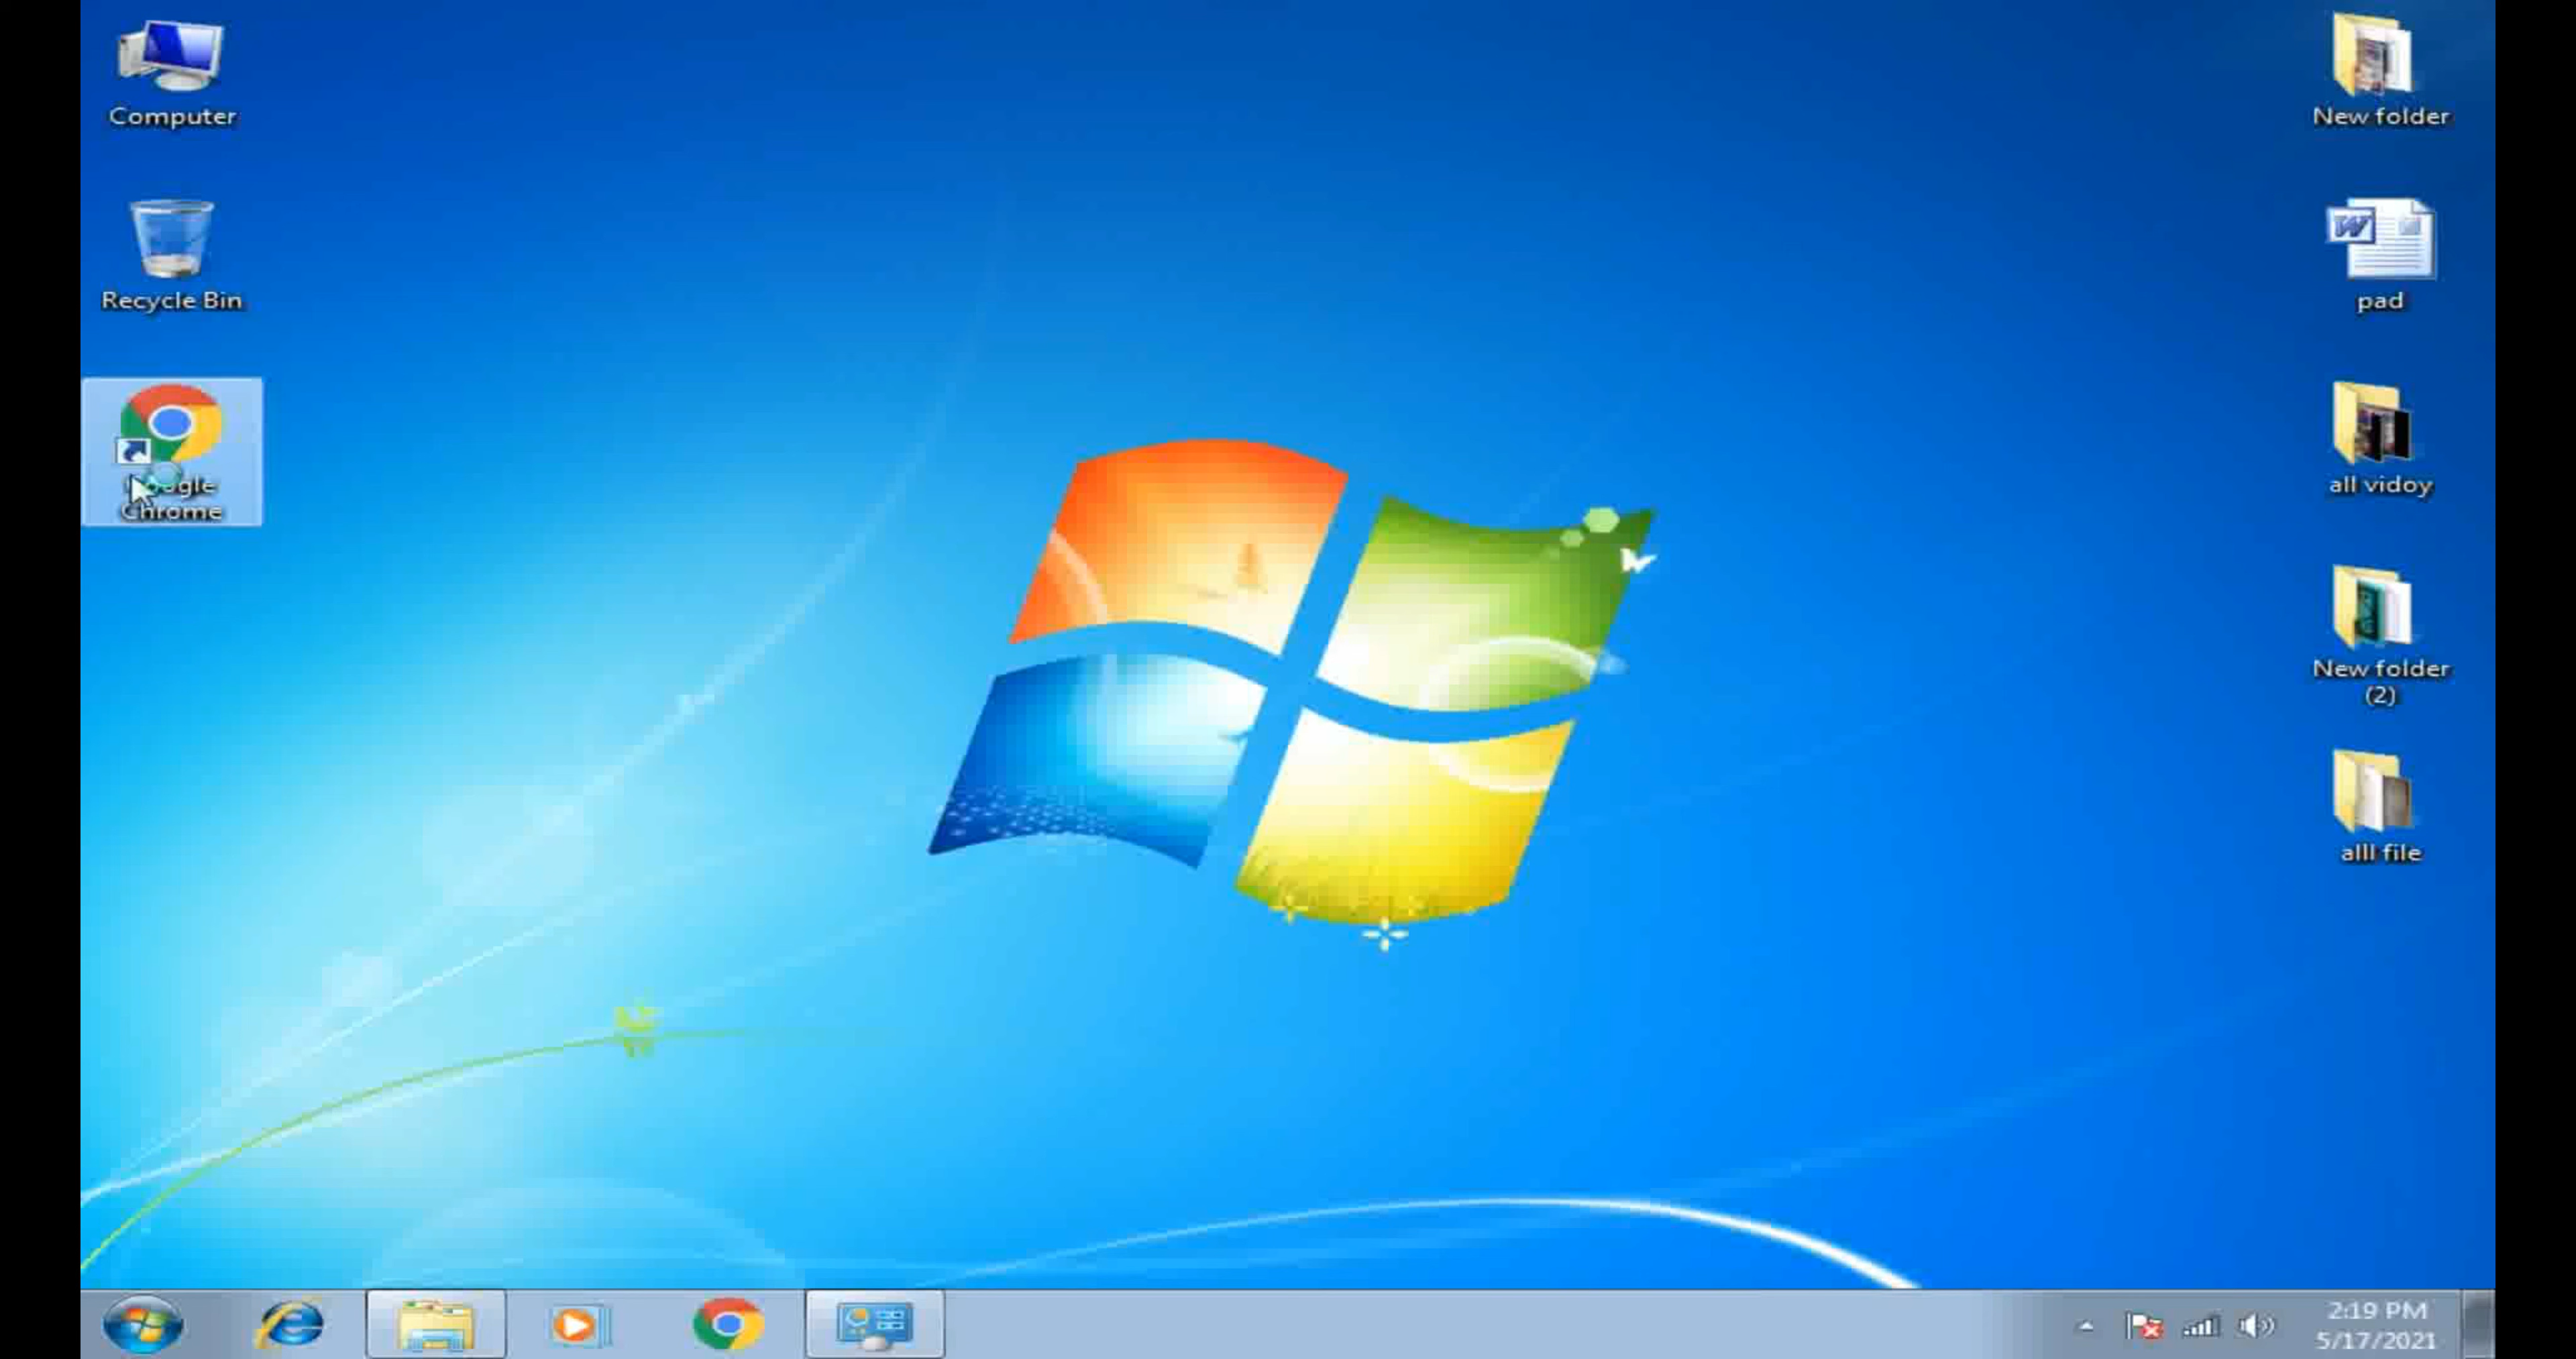 Computer
Recycle Bin
Google
Chrome
New folder
pad
all vidoy
New folder
(2)
alll file
2:19 PM
5/17/2021